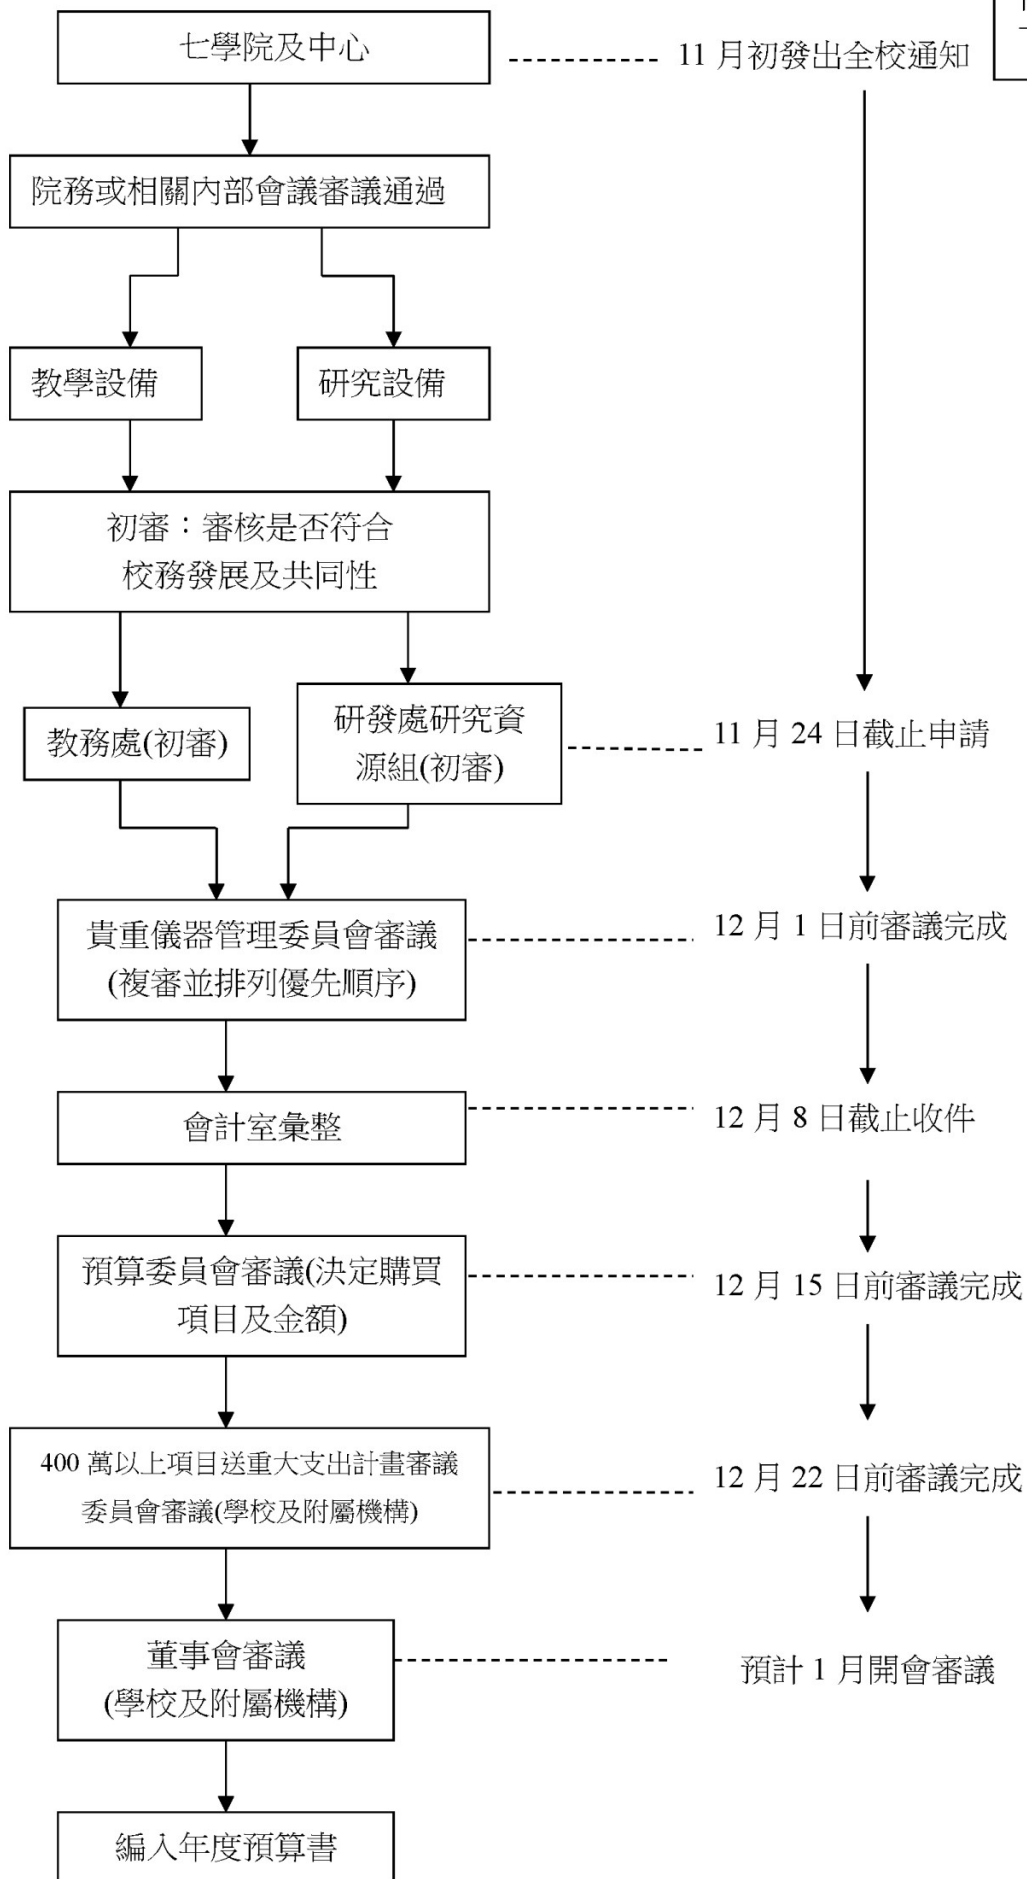 七學院及中心
11 月初發出全校通知
院務或相關內部會議審議通過
教學設備
研究設備
初審：審核是否符合
校務發展及共同性
教務處(初審)
研發處研究資
源組(初審)
11 月 24 日截止申請
貴重儀器管理委員會審議
(複審並排列優先順序)
12 月 1 日前審議完成
會計室彙整
12 月 8 日截止收件
預算委員會審議(決定購買
項目及金額)
12 月 15 日前審議完成
400 萬以上項目送重大支出計畫審議
委員會審議(學校及附屬機構)
12 月 22 日前審議完成
董事會審議
(學校及附屬機構)
預計 1 月開會審議
編入年度預算書